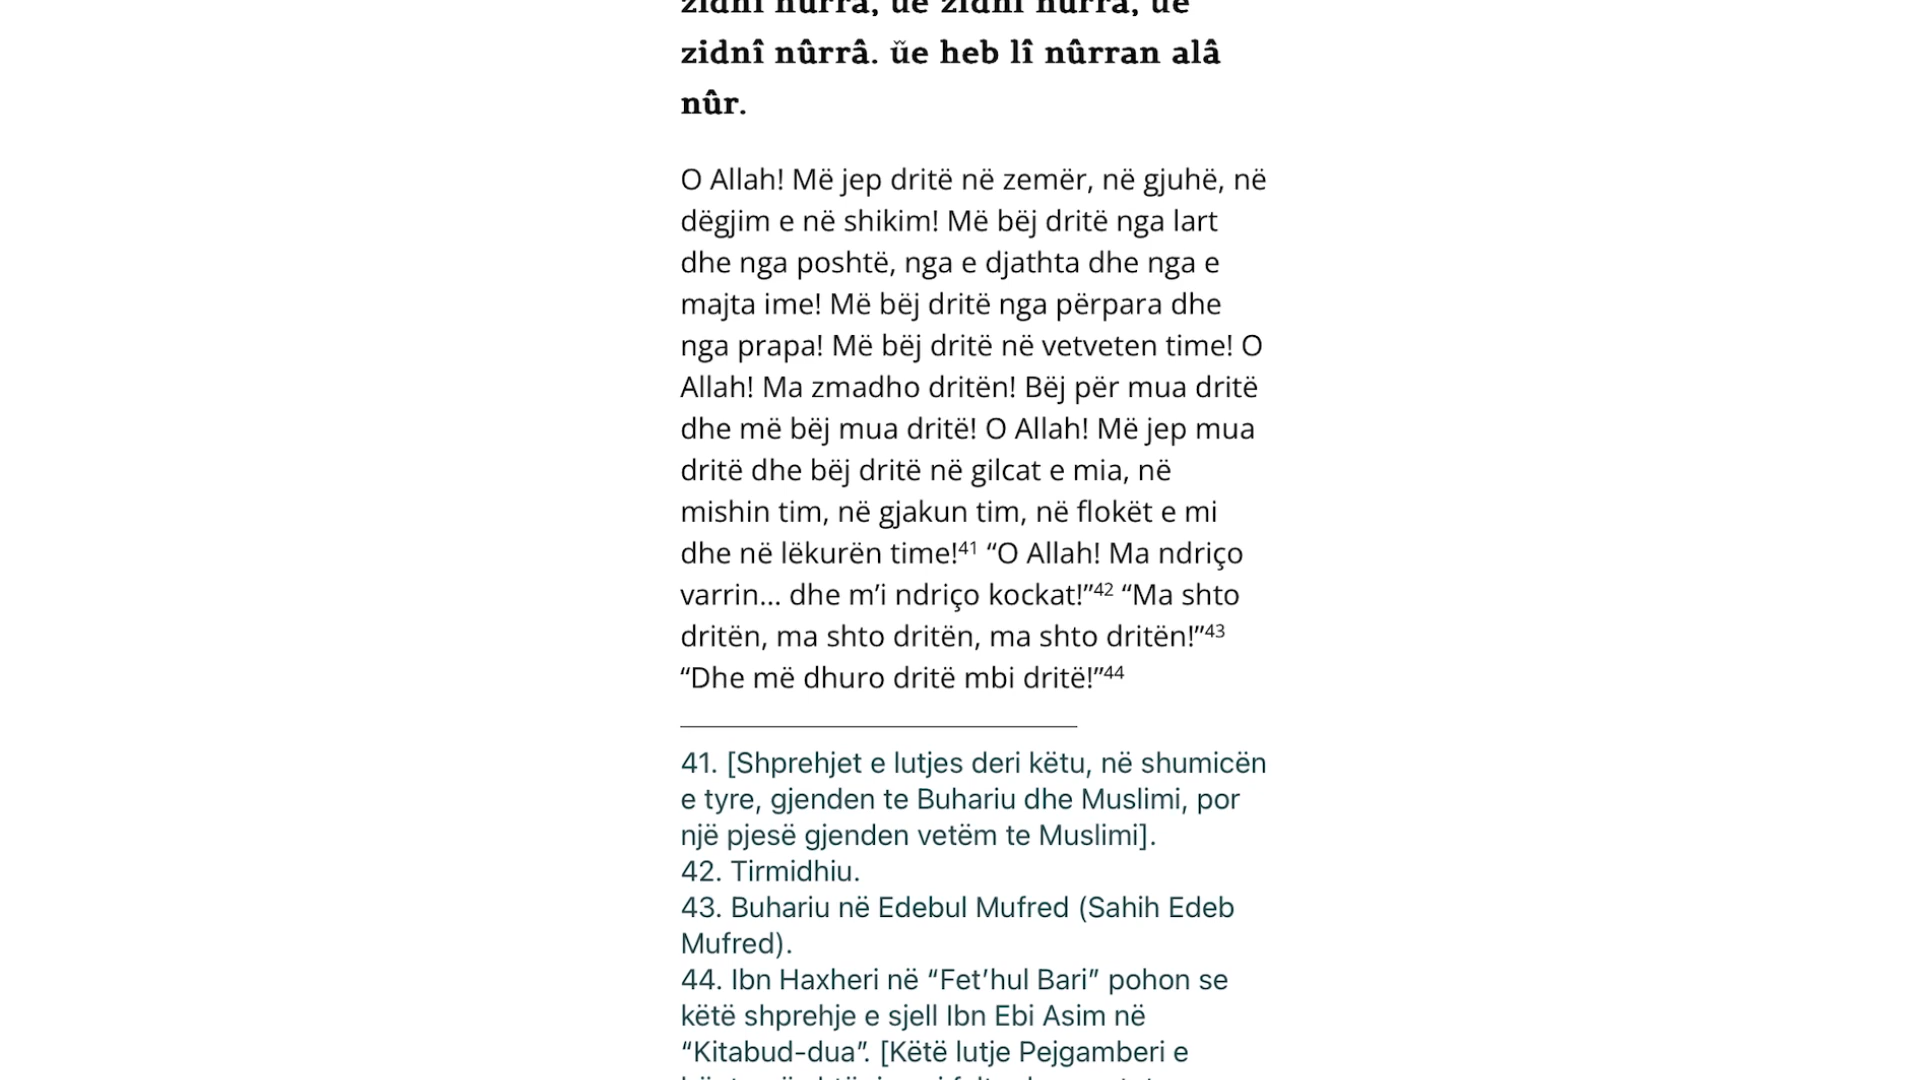 zidnî nûrrâ, ṻe zidnî nûrrâ, ṻe
zidnî nûrrâ. ṻe heb lî nûrran alâ
nûr.
O Allah! Më jep dritë në zemër, në gjuhë, në
dëgjim e në shikim! Më bëj dritë nga lart
dhe nga poshtë, nga e djathta dhe nga e
majta ime! Më bëj dritë nga përpara dhe
nga prapa! Më bëj dritë në vetveten time! O
Allah! Ma zmadho dritën! Bëj për mua dritë
dhe më bëj mua dritë! O Allah! Më jep mua
dritë dhe bëj dritë në gilcat e mia, në
mishin tim, në gjakun tim, në flokët e mi
dhe në lëkurën time!⁴¹ “O Allah! Ma ndriço
varrin... dhe m’i ndriço kockat!”⁴² “Ma shto
dritën, ma shto dritën, ma shto dritën!”⁴³
“Dhe më dhuro dritë mbi dritë!”⁴⁴
41. [Shprehjet e lutjes deri këtu, në shumicën
e tyre, gjenden te Buhariu dhe Muslimi, por
një pjesë gjenden vetëm te Muslimi].
42. Tirmidhiu.
43. Buhariu në Edebul Mufred (Sahih Edeb
Mufred).
44. Ibn Haxheri në “Fet’hul Bari” pohon se
këtë shprehje e sjell Ibn Ebi Asim në
“Kitabud-dua”. [Këtë lutje Pejgamberi e